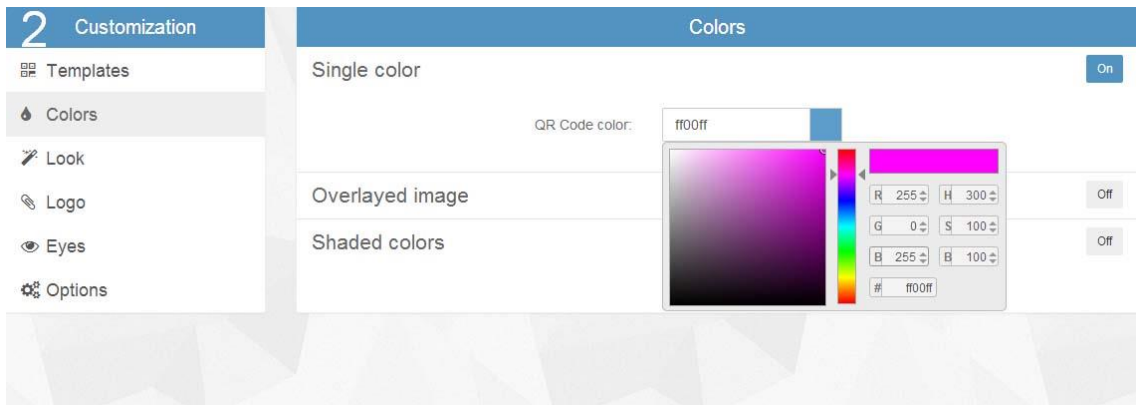 2 Customization
Templates
Colors
Look
Logo
Eyes
Options
Colors
Single color
On
QR Code color:
ff00ff
R 255 H 300
G 0 S 100
B 255 B 100
# ff00ff
Overlayed image
Off
Shaded colors
Off